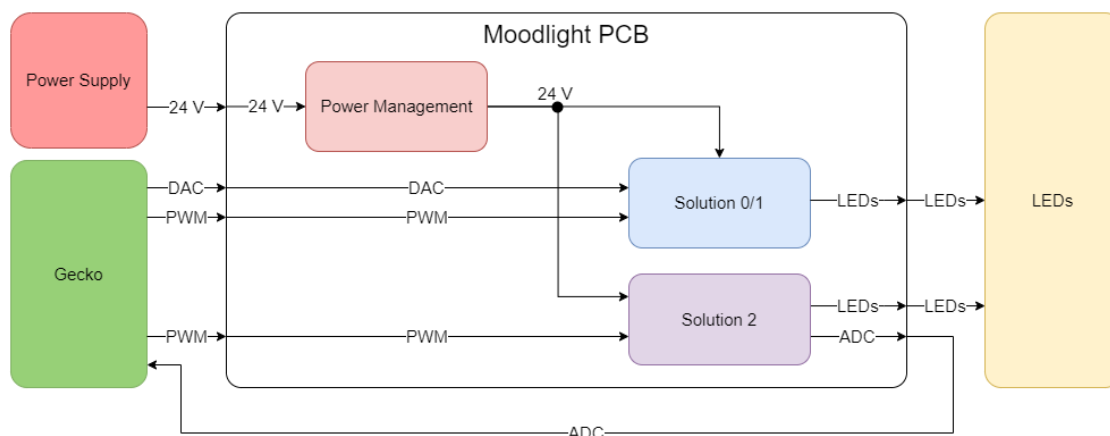 Moodlight PCB
Power Supply
24 V
24 V
Power Management
24 V
DAC
DAC
PWM
PWM
Solution 0/1
LEDs
LEDs
LEDs
Gecko
PWM
PWM
Solution 2
LEDs
LEDs
ADC
ADC